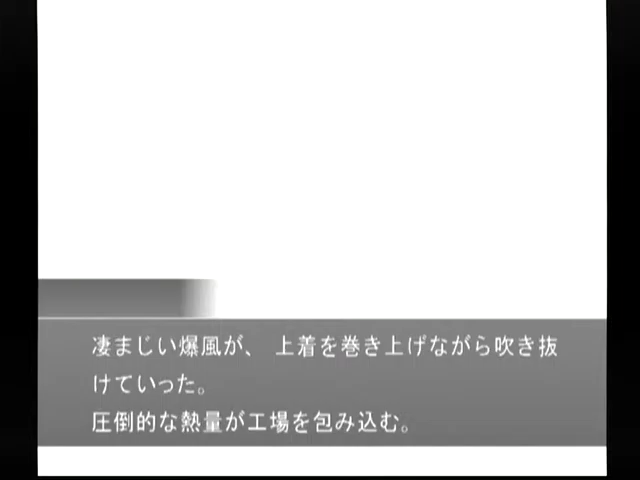 凄まじい爆風が、 上着を巻き上げながら吹き抜
けていった。
圧倒的な熱量が工場を包み込む。